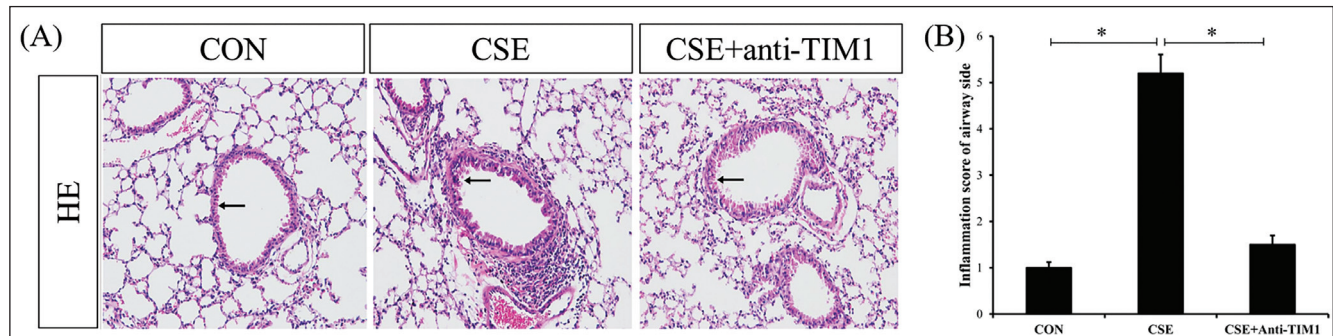 (A)
CON
CSE
CSE+anti-TIM1
HE
(B)
Inflammation score of airway side
6
5
4
3
2
1
0
*
*
CON
CSE
CSE+Anti-TIM1